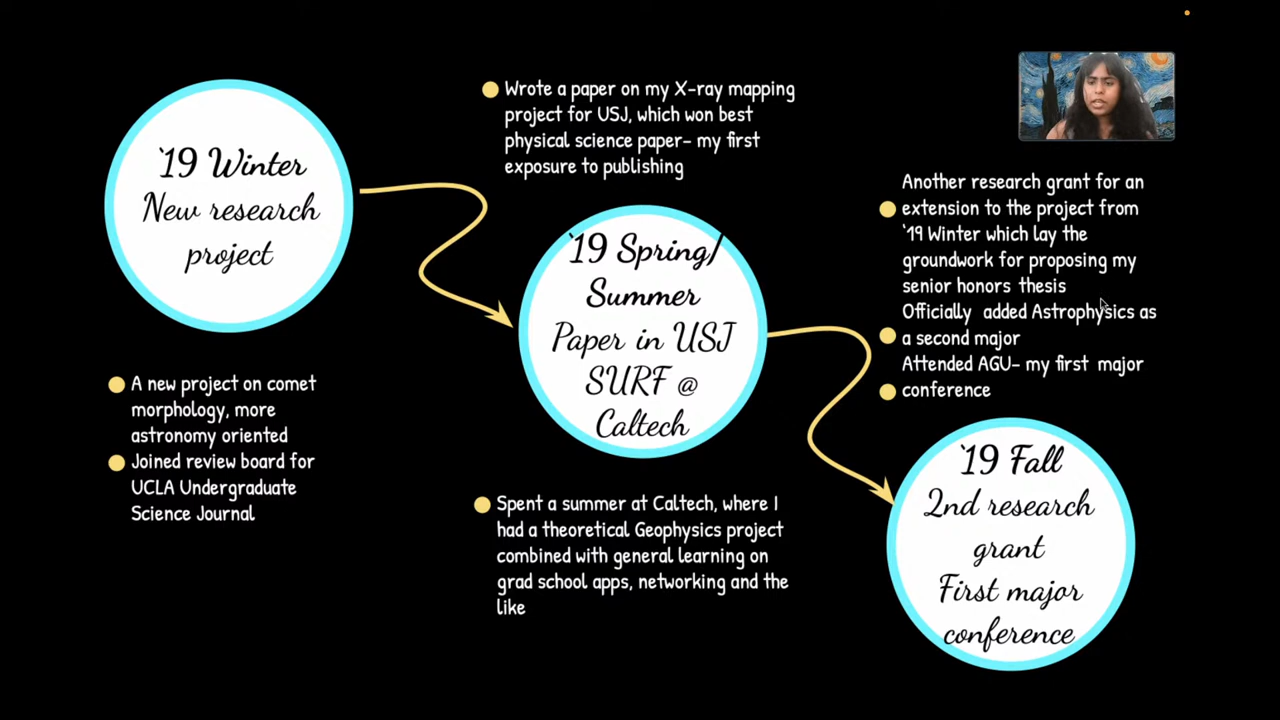 '19 Winter
New research
project
A new project on comet
morphology, more
astronomy oriented
Joined review board for
UCLA Undergraduate
Science Journal
Wrote a paper on my X-ray mapping
project for USJ, which won best
physical science paper- my first
exposure to publishing
'19 Spring/
Summer
Paper in USJ
SURF @
Caltech
Spent a summer at Caltech, where I
had a theoretical Geophysics project
combined with general learning on
grad school apps, networking and the
like
Another research grant for an
extension to the project from
'19 Winter which lay the
groundwork for proposing my
senior honors thesis
Officially added Astrophysics as
a second major
Attended AGU- my first major
conference
'19 Fall
2nd research
grant
First major
conference